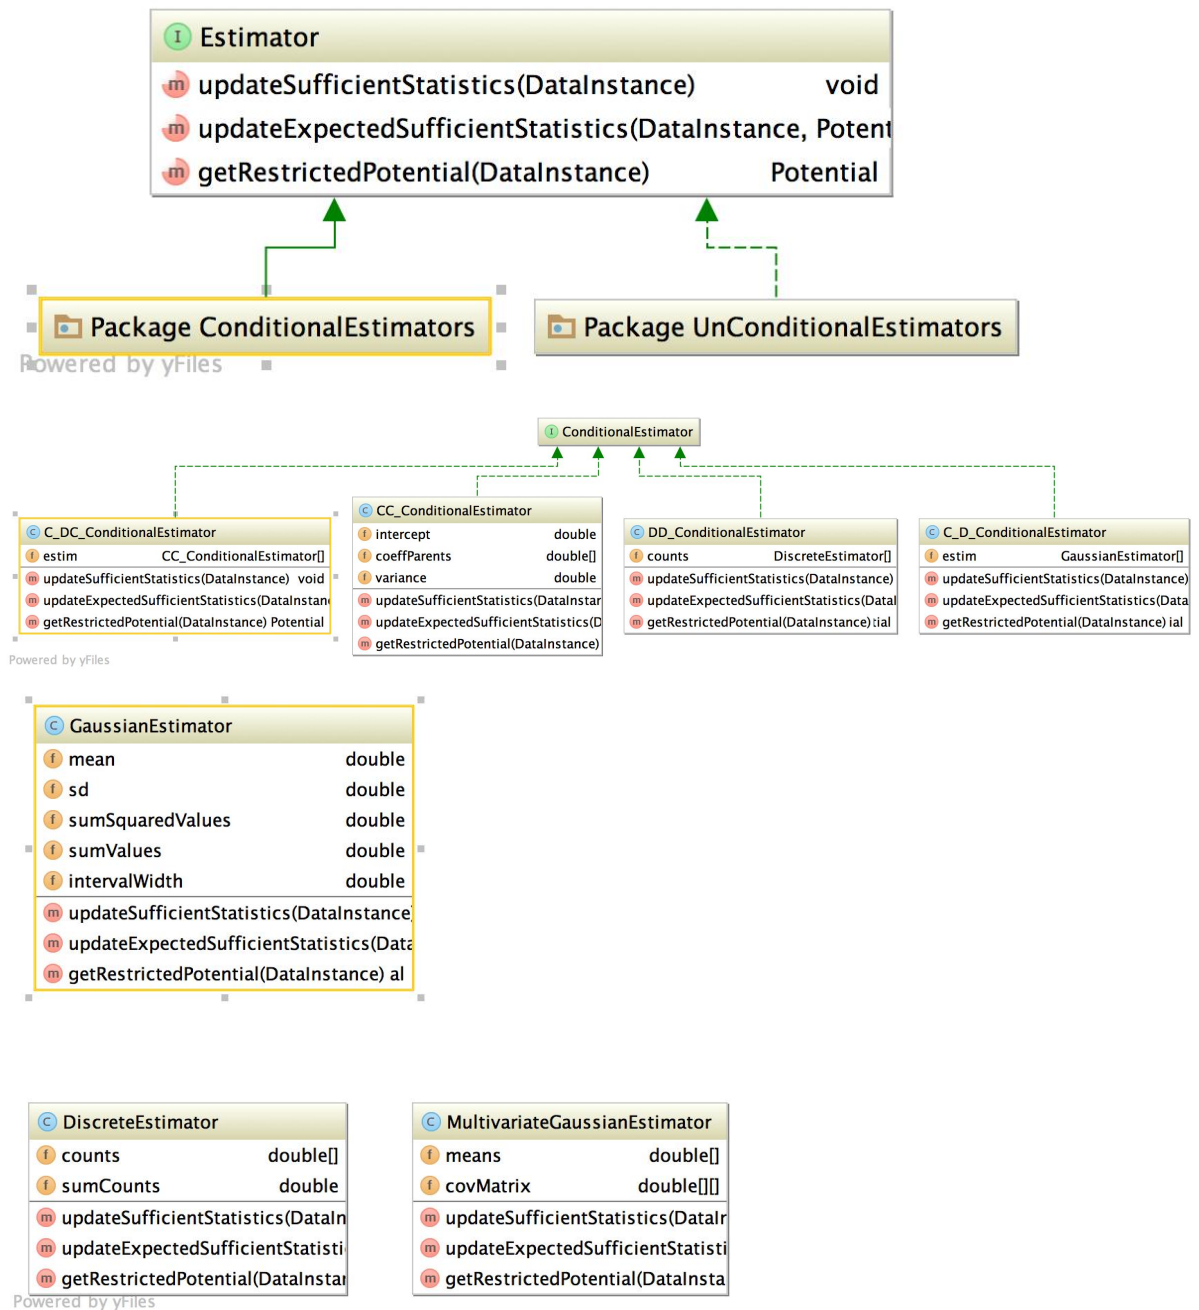 I Estimator
m updateSufficientStatistics(DataInstance) void
m updateExpectedSufficientStatistics(DataInstance, Potent
m getRestrictedPotential(DataInstance) Potential
Package ConditionalEstimators
Package UnConditionalEstimators
Powered by yFiles
I ConditionalEstimator
C C_DC_ConditionalEstimator
f estim CC_ConditionalEstimator[]
m updateSufficientStatistics(DataInstance) void
m updateExpectedSufficientStatistics(DataInstan
m getRestrictedPotential(DataInstance) Potential
C CC_ConditionalEstimator
f intercept double
f coeffParents double[]
f variance double
m updateSufficientStatistics(DataInstar
m updateExpectedSufficientStatistics(D
m getRestrictedPotential(DataInstance)
C DD_ConditionalEstimator
f counts DiscreteEstimator[]
m updateSufficientStatistics(DataInstance)
m updateExpectedSufficientStatistics(Data
m getRestrictedPotential(DataInstance) :ial
C C_D_ConditionalEstimator
f estim GaussianEstimator[]
m updateSufficientStatistics(DataInstance)
m updateExpectedSufficientStatistics(Data
m getRestrictedPotential(DataInstance) ial
Powered by yFiles
C GaussianEstimator
f mean double
f sd double
f sumSquaredValues double
f sumValues double
f intervalWidth double
m updateSufficientStatistics(DataInstance)
m updateExpectedSufficientStatistics(Data
m getRestrictedPotential(DataInstance) al
C DiscreteEstimator
f counts double[]
f sumCounts double
m updateSufficientStatistics(DataIn
m updateExpectedSufficientStatisti
m getRestrictedPotential(DataInstar
C MultivariateGaussianEstimator
f means double[]
f covMatrix double[][]
m updateSufficientStatistics(DataIr
m updateExpectedSufficientStatisti
m getRestrictedPotential(DataInsta
Powered by yFiles